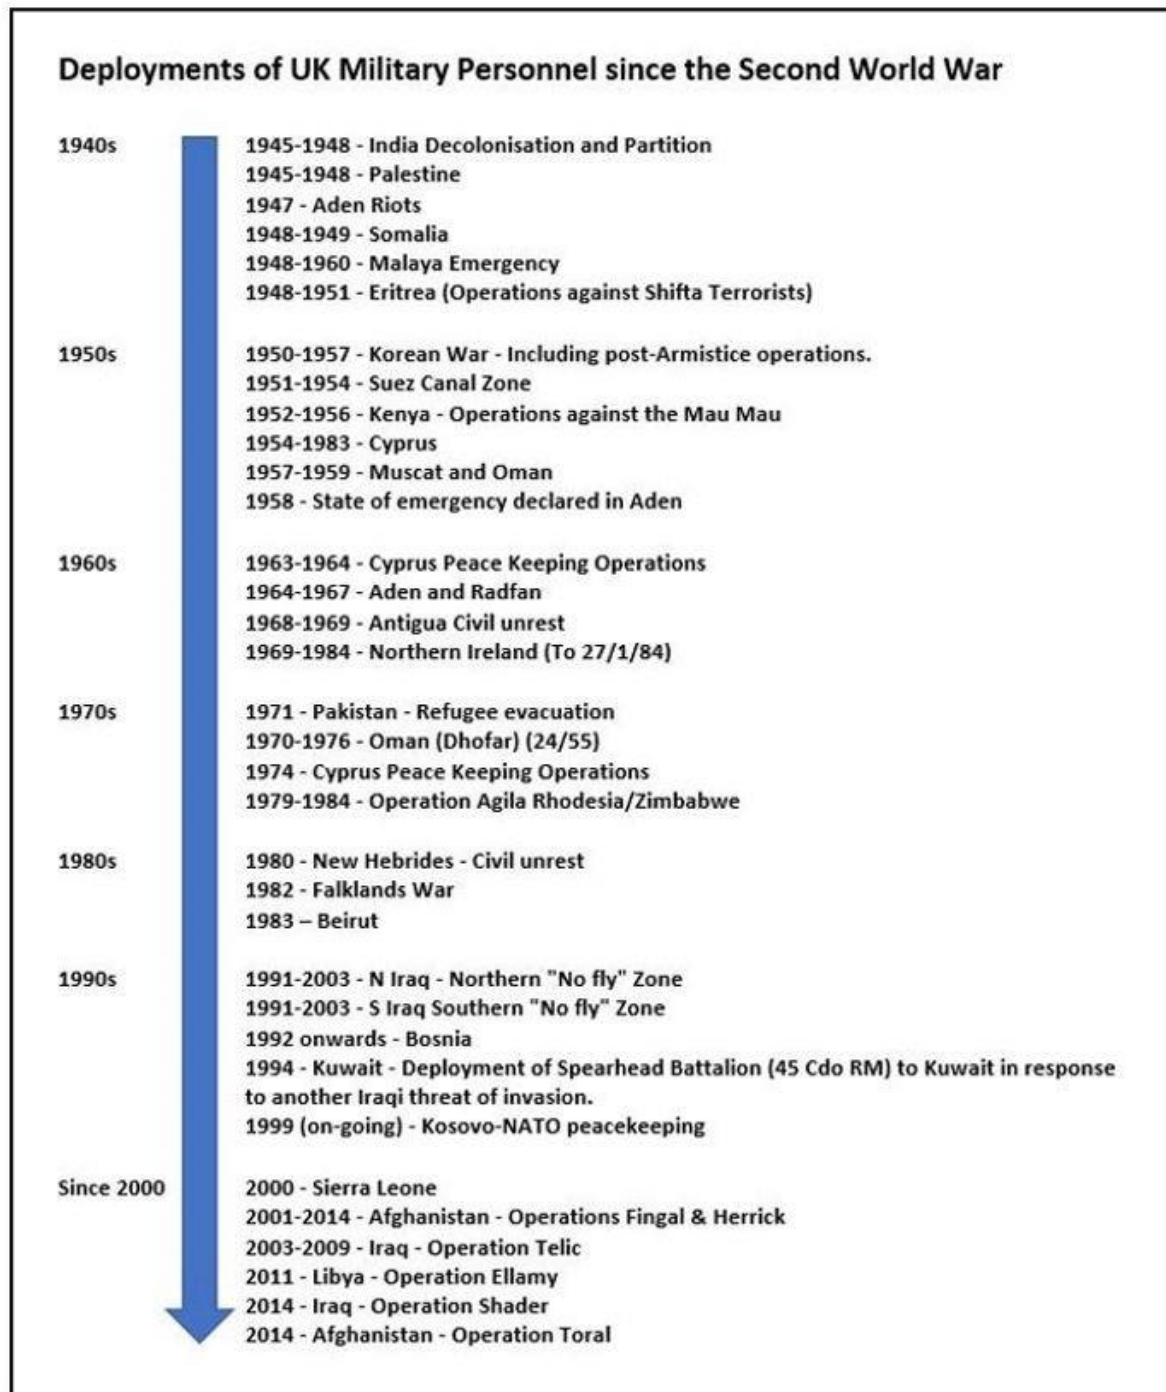 Deployments of UK Military Personnel since the Second World War
1940s
1945-1948 - India Decolonisation and Partition
1945-1948 - Palestine
1947 - Aden Riots
1948-1949 - Somalia
1948-1960 - Malaya Emergency
1948-1951 - Eritrea (Operations against Shifta Terrorists)
1950s
1950-1957 - Korean War - Including post-Armistice operations.
1951-1954 - Suez Canal Zone
1952-1956 - Kenya - Operations against the Mau Mau
1954-1983 - Cyprus
1957-1959 - Muscat and Oman
1958 - State of emergency declared in Aden
1960s
1963-1964 - Cyprus Peace Keeping Operations
1964-1967 - Aden and Radfan
1968-1969 - Antigua Civil unrest
1969-1984 - Northern Ireland (To 27/1/84)
1970s
1971 - Pakistan - Refugee evacuation
1970-1976 - Oman (Dhofar) (24/55)
1974 - Cyprus Peace Keeping Operations
1979-1984 - Operation Agila Rhodesia/Zimbabwe
1980s
1980 - New Hebrides - Civil unrest
1982 - Falklands War
1983 – Beirut
1990s
1991-2003 - N Iraq - Northern "No fly" Zone
1991-2003 - S Iraq Southern "No fly" Zone
1992 onwards - Bosnia
1994 - Kuwait - Deployment of Spearhead Battalion (45 Cdo RM) to Kuwait in response
to another Iraqi threat of invasion.
1999 (on-going) - Kosovo-NATO peacekeeping
Since 2000
2000 - Sierra Leone
2001-2014 - Afghanistan - Operations Fingal & Herrick
2003-2009 - Iraq - Operation Telic
2011 - Libya - Operation Ellamy
2014 - Iraq - Operation Shader
2014 - Afghanistan - Operation Toral